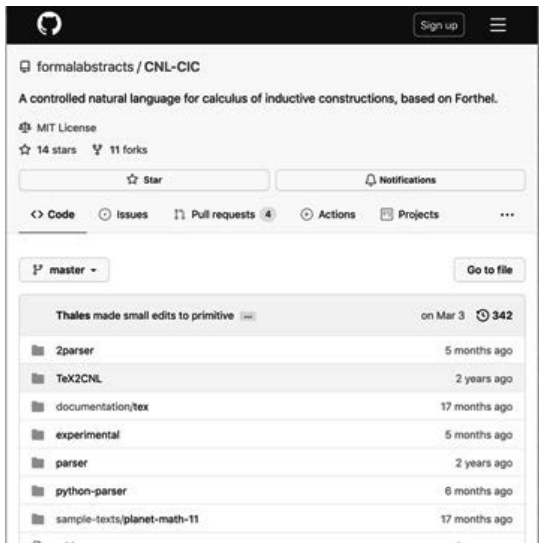 Sign up
formalabstracts / CNL-CIC
A controlled natural language for calculus of inductive constructions, based on Forthel.
MIT License
14 stars 11 forks
Star Notifications
Code Issues Pull requests 4 Actions Projects ...
master Go to file
Thales made small edits to primitive ... on Mar 3 342
2parser 5 months ago
TeX2CNL 2 years ago
documentation/tex 17 months ago
experimental 5 months ago
parser 2 years ago
python-parser 6 months ago
sample-texts/planet-math-11 17 months ago